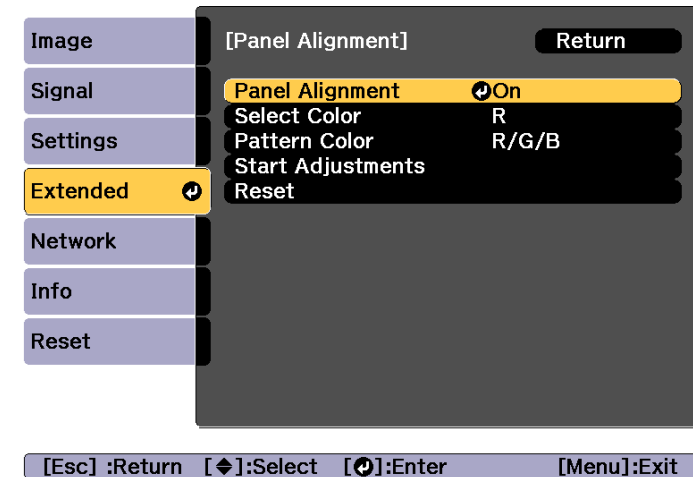 Image
Signal
Settings
Extended
Network
Info
Reset
[Panel Alignment] Return
Panel Alignment On
Select Color R
Pattern Color R/G/B
Start Adjustments
Reset
[Esc] :Return [◆]:Select [⏎]:Enter [Menu]:Exit